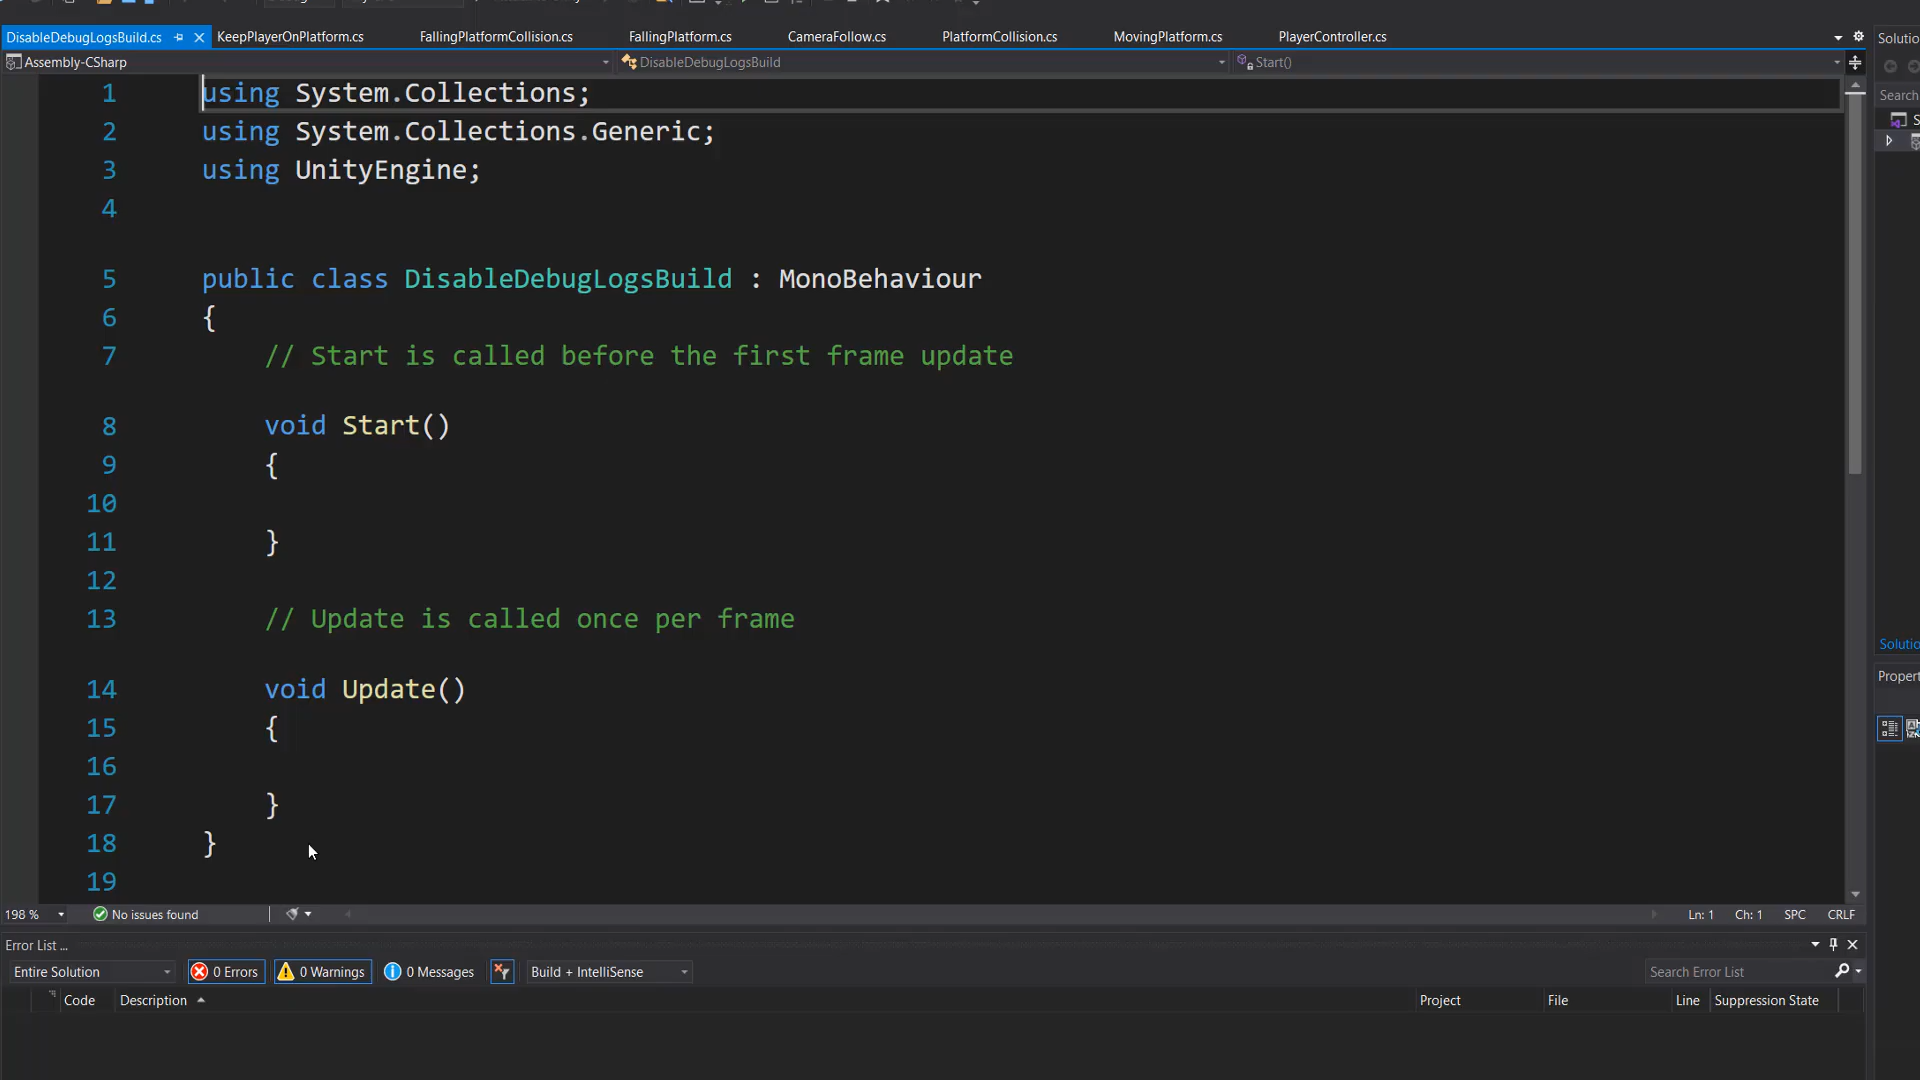 DisableDebugLogsBuild.cs KeepPlayerOnPlatform.cs FallingPlatformCollision.cs FallingPlatform.cs CameraFollow.cs PlatformCollision.cs MovingPlatform.cs PlayerController.cs
Solutio
Assembly-CSharp DisableDebugLogsBuild Start()
Search
1 using System.Collections;
2 using System.Collections.Generic;
3 using UnityEngine;
4
5 public class DisableDebugLogsBuild : MonoBehaviour
6 {
7 // Start is called before the first frame update
8 void Start()
9 {
10
11 }
12
13 // Update is called once per frame
14 void Update()
15 {
16
17 }
18 }
19
Solutio
Propert
198 % No issues found Ln: 1 Ch: 1 SPC CRLF
Error List ...
Entire Solution 0 Errors 0 Warnings 0 Messages Build + IntelliSense Search Error List
Code Description Project File Line Suppression State